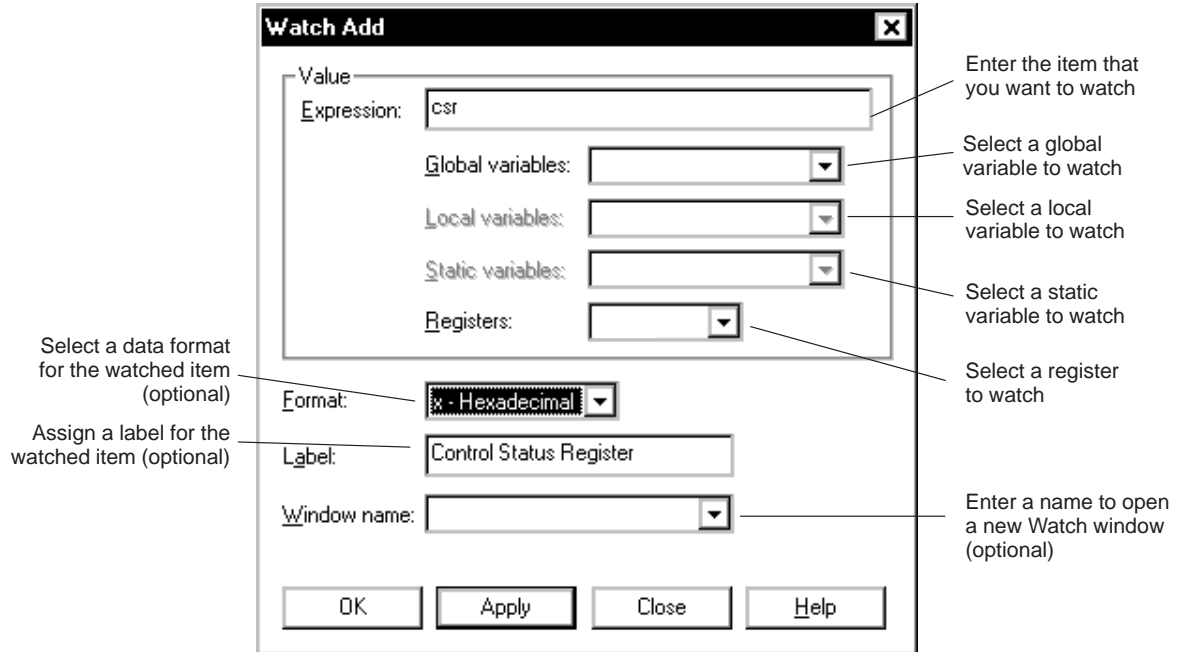 Watch Add
Value
Expression:
csr
Enter the item that
you want to watch
Global variables:
Select a global
variable to watch
Local variables:
Select a local
variable to watch
Static variables:
Select a static
variable to watch
Registers:
Select a register
to watch
Select a data format
for the watched item
(optional)
Format:
x - Hexadecimal
Assign a label for the
watched item (optional)
Label:
Control Status Register
Window name:
Enter a name to open
a new Watch window
(optional)
OK
Apply
Close
Help